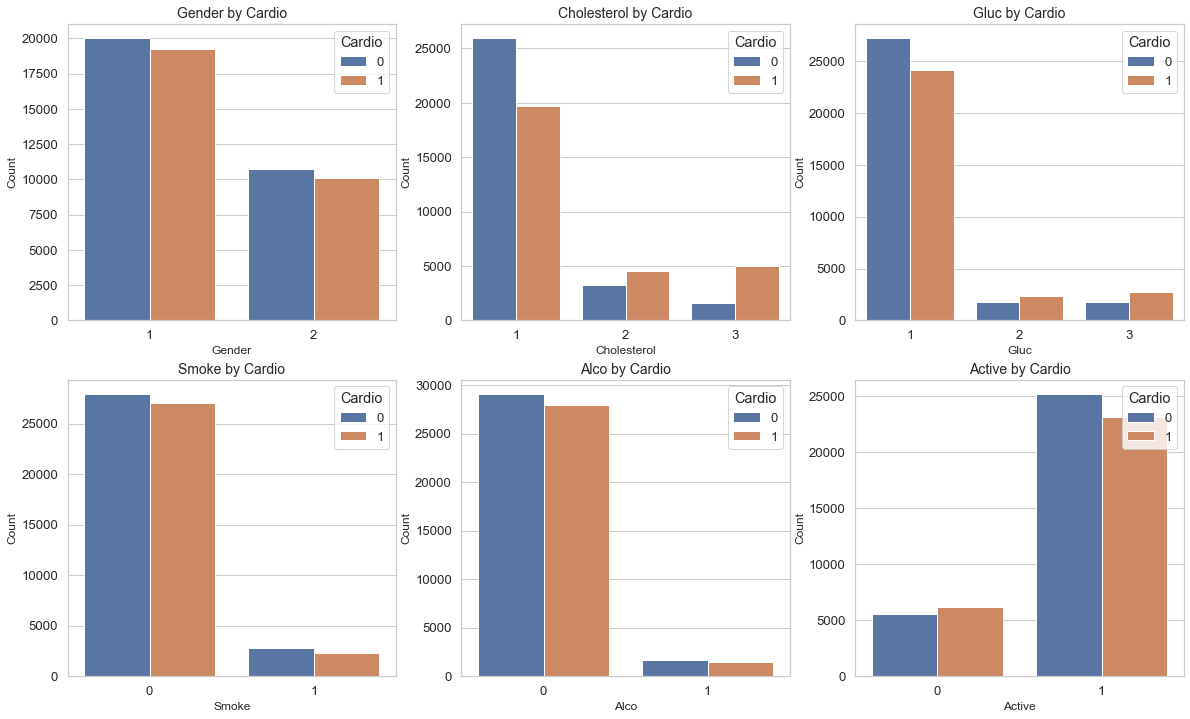 Gender by Cardio
Cardio
0
1
20000
17500
15000
12500
10000
7500
5000
2500
0
Count
1 2
Gender
Cholesterol by Cardio
Cardio
0
1
25000
20000
15000
10000
5000
0
Count
1 2 3
Cholesterol
Gluc by Cardio
Cardio
0
1
25000
20000
15000
10000
5000
0
Count
1 2 3
Gluc
Smoke by Cardio
Cardio
0
1
25000
20000
15000
10000
5000
0
Count
0 1
Smoke
Alco by Cardio
Cardio
0
1
30000
25000
20000
15000
10000
5000
0
Count
0 1
Alco
Active by Cardio
Cardio
0
1
25000
20000
15000
10000
5000
0
Count
0 1
Active